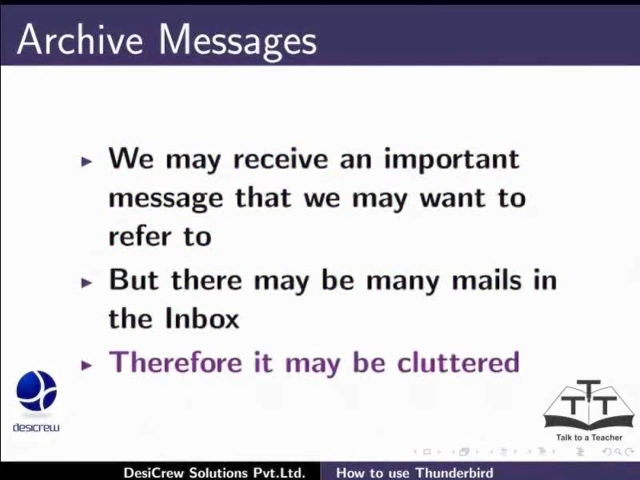 Archive Messages
We may receive an important
message that we may want to
refer to
But there may be many mails in
the Inbox
Therefore it may be cluttered
desicrew
TTT
Talk to a Teacher
DesiCrew Solutions Pvt.Ltd. How to use Thunderbird